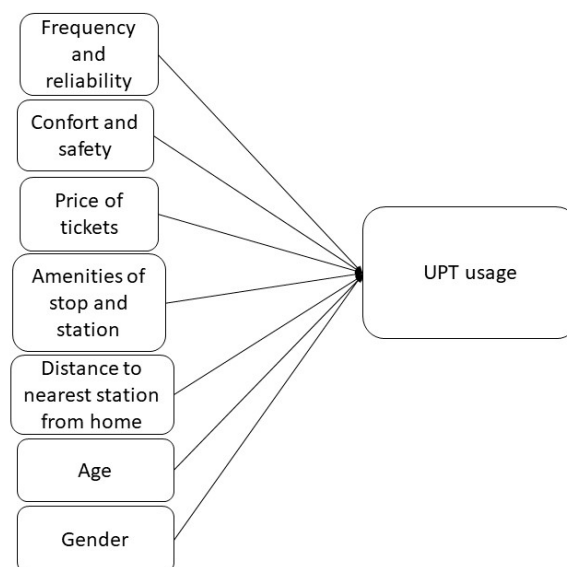 Frequency
and
reliability
Confort and
safety
Price of
tickets
Amenities of
stop and
station
Distance to
nearest station
from home
Age
Gender
UPT usage